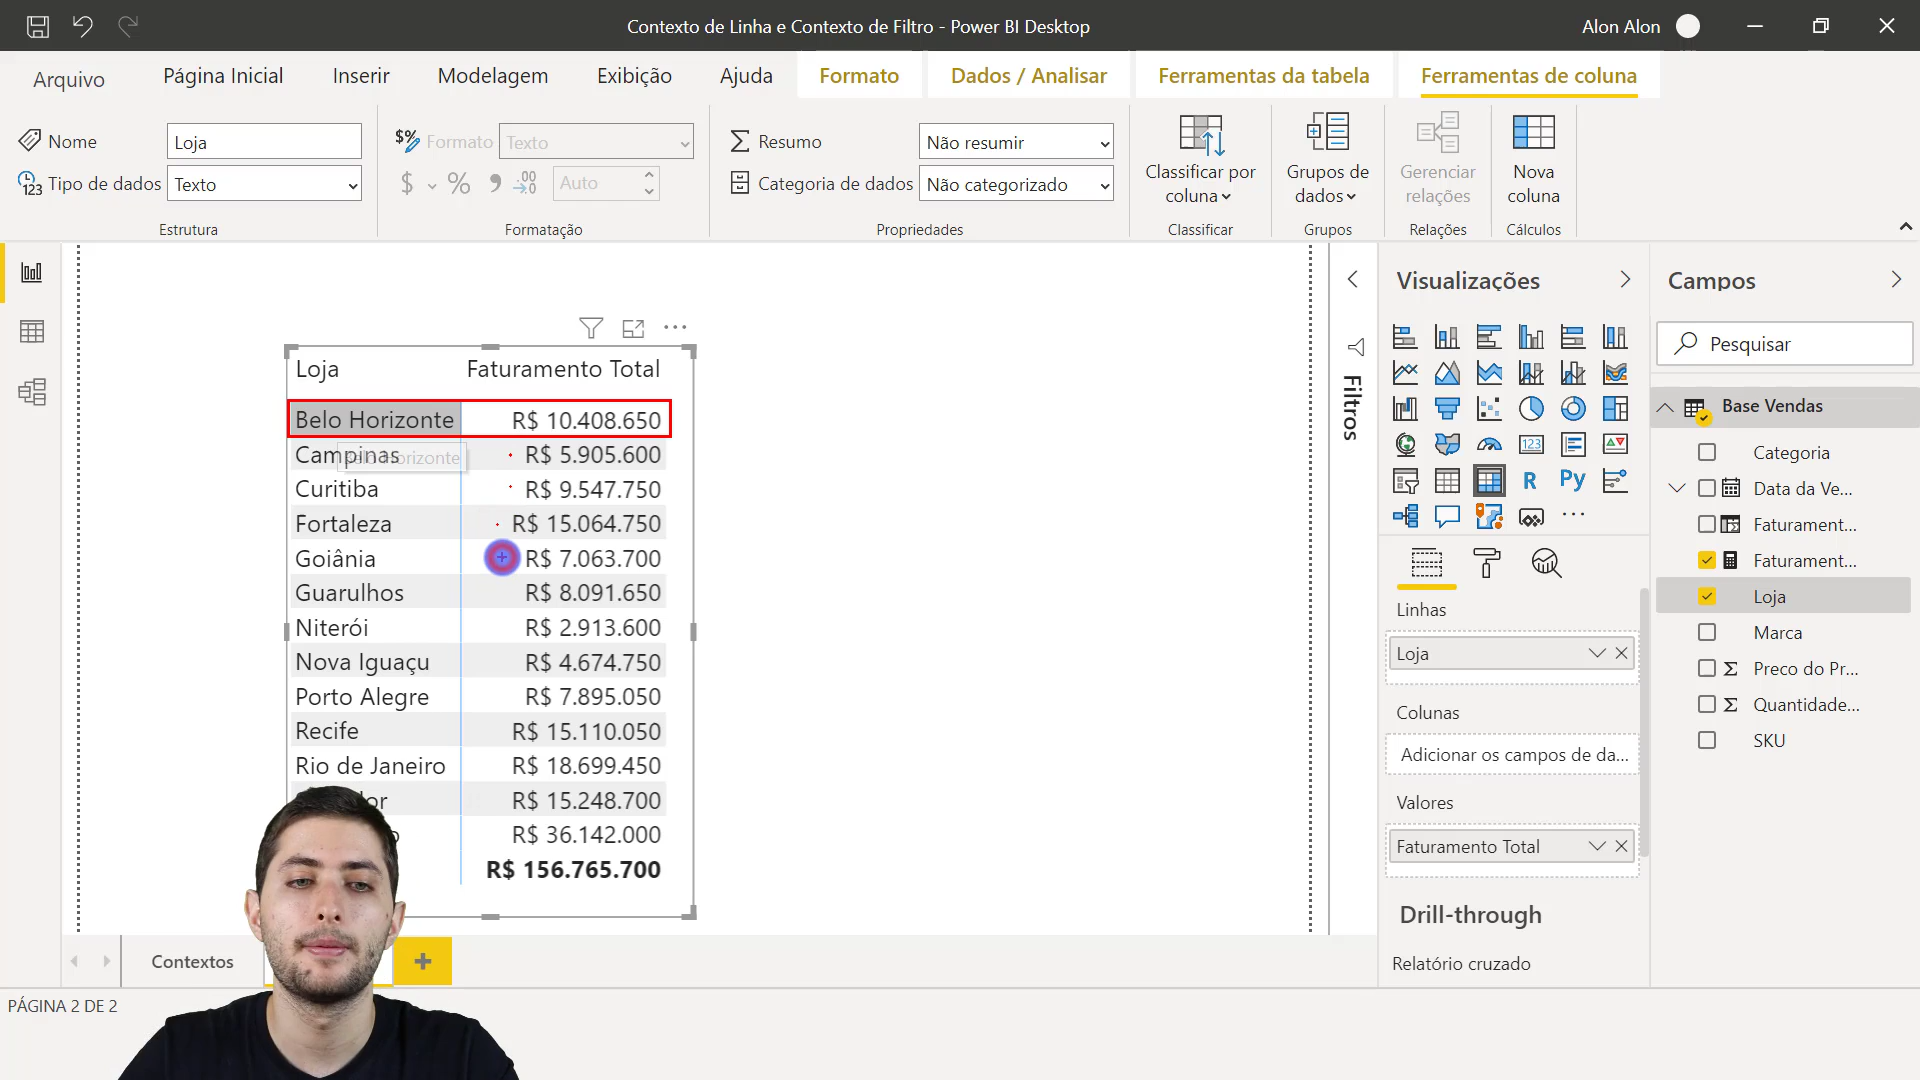 Contexto de Linha e Contexto de Filtro - Power BI Desktop
Alon Alon
Arquivo
Página Inicial
Inserir
Modelagem
Exibição
Ajuda
Formato
Dados / Analisar
Ferramentas da tabela
Ferramentas de coluna
Nome
Loja
Tipo de dados
Texto
Estrutura
Formato
Texto
Auto
Formatação
Resumo
Não resumir
Categoria de dados
Não categorizado
Propriedades
Classificar por
coluna
Classificar
Grupos de
dados
Grupos
Gerenciar
relações
Relações
Nova
coluna
Cálculos
Loja Faturamento Total
Belo Horizonte R$ 10.408.650
Campinas R$ 5.905.600
Belo Horizonte
Curitiba R$ 9.547.750
Fortaleza R$ 15.064.750
Goiânia R$ 7.063.700
Guarulhos R$ 8.091.650
Niterói R$ 2.913.600
Nova Iguaçu R$ 4.674.750
Porto Alegre R$ 7.895.050
Recife R$ 15.110.050
Rio de Janeiro R$ 18.699.450
R$ 15.248.700
R$ 36.142.000
R$ 156.765.700
Contextos
PÁGINA 2 DE 2
Filtros
Visualizações
123
R
Py
Linhas
Loja
Colunas
Adicionar os campos de da...
Valores
Faturamento Total
Drill-through
Relatório cruzado
Campos
Pesquisar
Base Vendas
Categoria
Data da Ve...
Faturament...
Faturament...
Loja
Marca
Preco do Pr...
Quantidade...
SKU